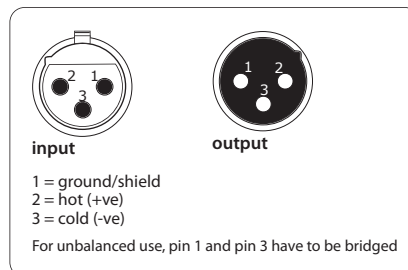 2 1
3
input
1 2
3
output
1 = ground/shield
2 = hot (+ve)
3 = cold (-ve)
For unbalanced use, pin 1 and pin 3 have to be bridged